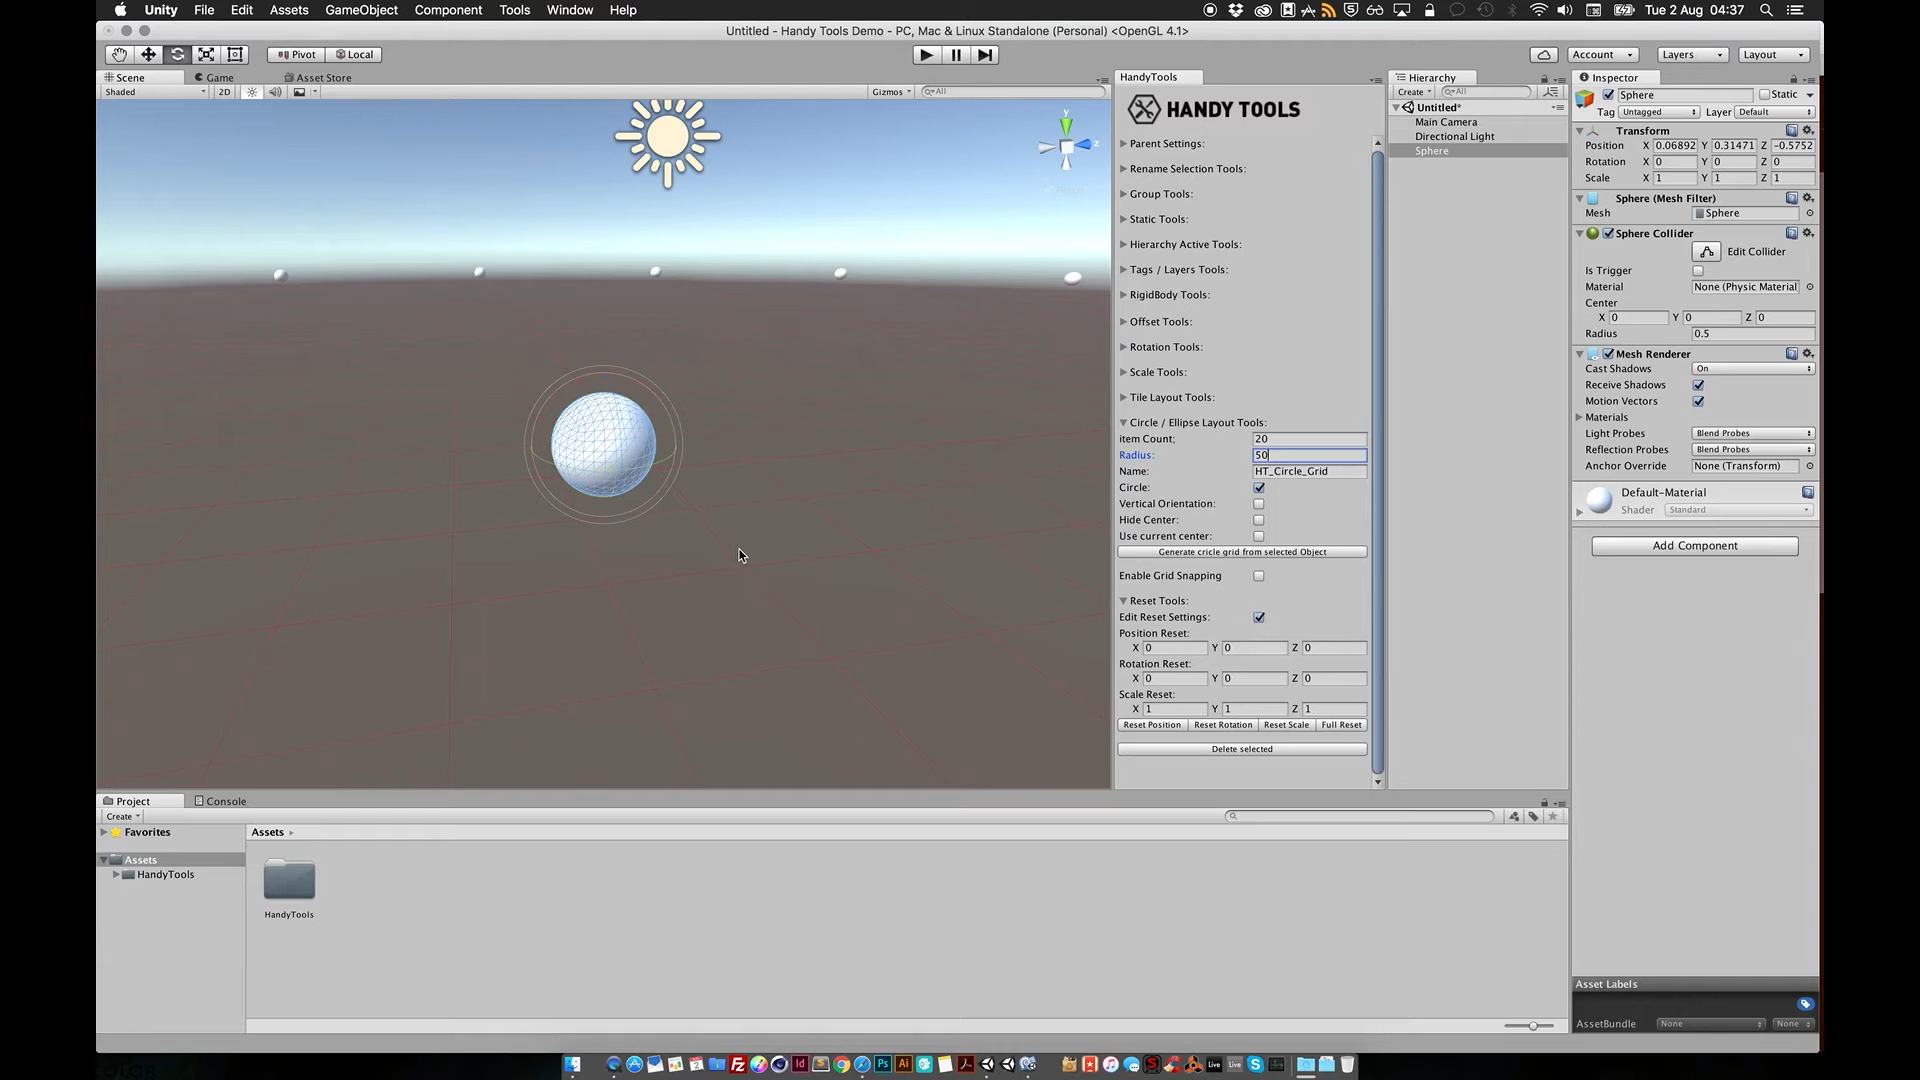 Unity File Edit Assets GameObject Component Tools Window Help Tue 2 Aug 04:37
Untitled - Handy Tools Demo - PC, Mac & Linux Standalone (Personal) <OpenGL 4.1>
Pivot Local Account Layers Layout
Scene Game Asset Store
Shaded 2D Gizmos All
y
z
HandyTools
HANDY TOOLS
Parent Settings:
Rename Selection Tools:
Group Tools:
Static Tools:
Hierarchy Active Tools:
Tags / Layers Tools:
RigidBody Tools:
Offset Tools:
Rotation Tools:
Scale Tools:
Tile Layout Tools:
Circle / Ellipse Layout Tools:
item Count; 20
Radius: 50
Name: HT_Circle_Grid
Circle:
Vertical Orientation:
Hide Center:
Use current center:
Generate cricle grid from selected Object
Enable Grid Snapping
Reset Tools:
Edit Reset Settings:
Position Reset:
X 0 Y 0 Z 0
Rotation Reset:
X 0 Y 0 Z 0
Scale Reset:
X 1 Y 1 Z 1
Reset Position Reset Rotation Reset Scale Full Reset
Delete selected
Hierarchy
Create All
Untitled*
Main Camera
Directional Light
Sphere
Inspector
Sphere Static
Tag Untagged Layer Default
Transform
Position X 0.06892 Y 0.31471 Z -0.5752
Rotation X 0 Y 0 Z 0
Scale X 1 Y 1 Z 1
Sphere (Mesh Filter)
Mesh Sphere
Sphere Collider
Edit Collider
Is Trigger
Material None (Physic Material)
Center
X 0 Y 0 Z 0
Radius 0.5
Mesh Renderer
Cast Shadows On
Receive Shadows
Motion Vectors
Materials
Light Probes Blend Probes
Reflection Probes Blend Probes
Anchor Override None (Transform)
Default-Material
Shader Standard
Add Component
Asset Labels
AssetBundle None None
Project Console
Create
Favorites
Assets
HandyTools
Assets
HandyTools
Fz Id S Ps Ai Live Live S